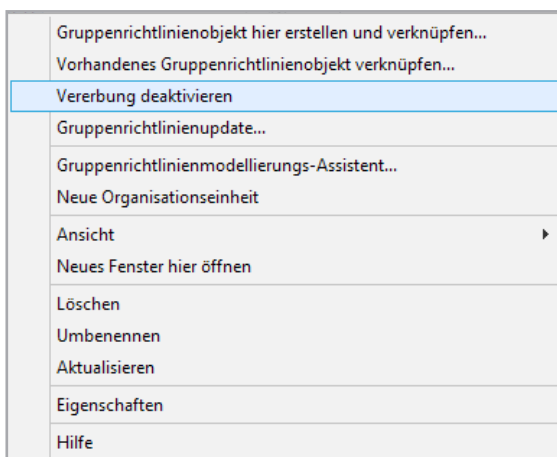 Gruppenrichtlinienobjekt hier erstellen und verknüpfen...
Vorhandenes Gruppenrichtlinienobjekt verknüpfen...
Vererbung deaktivieren
Gruppenrichtlinienupdate...
Gruppenrichtlinienmodellierungs-Assistent...
Neue Organisationseinheit
Ansicht
Neues Fenster hier öffnen
Löschen
Umbenennen
Aktualisieren
Eigenschaften
Hilfe